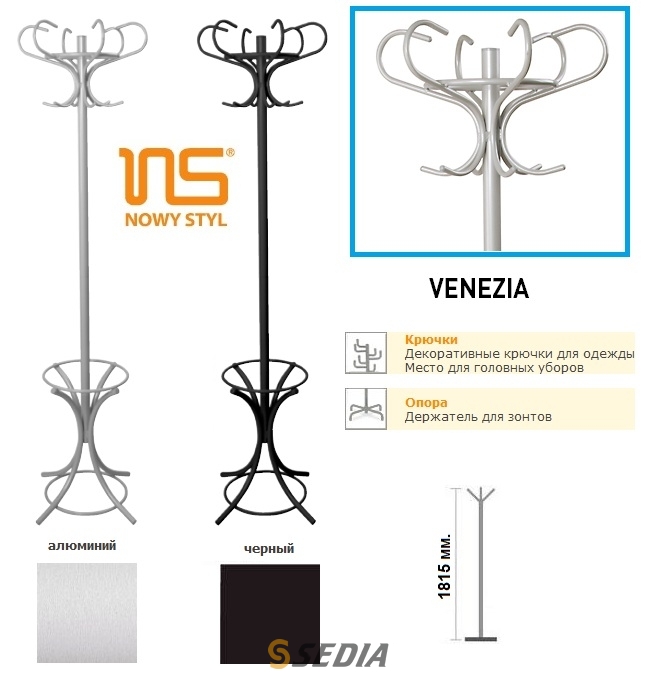 NS®
NOWY STYL
VENEZIA
Крючки
Декоративные крючки для одежды
Место для головных уборов
Опора
Держатель для зонтов
1815 мм.
алюминий
черный
SEDIA